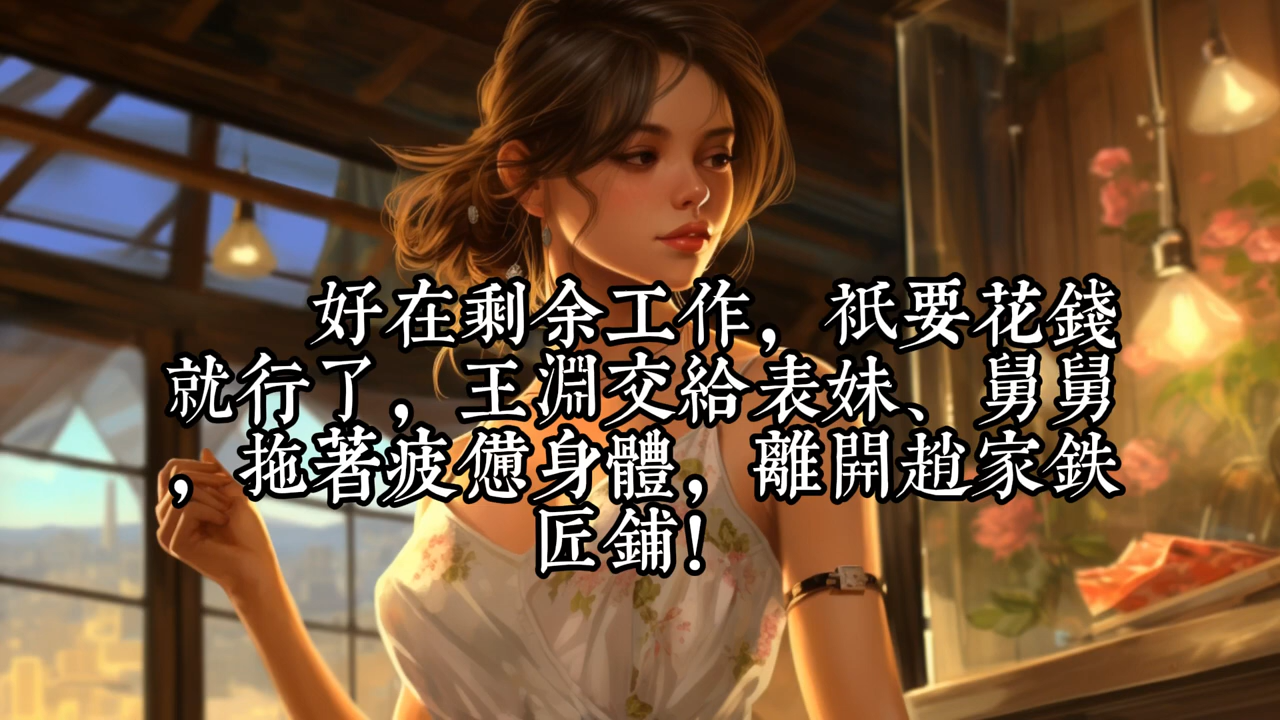 好在剩余工作，衹要花錢
就行了，王淵交給表妹、舅舅
，拖著疲憊身體，離開趙家鉄
匠鋪！